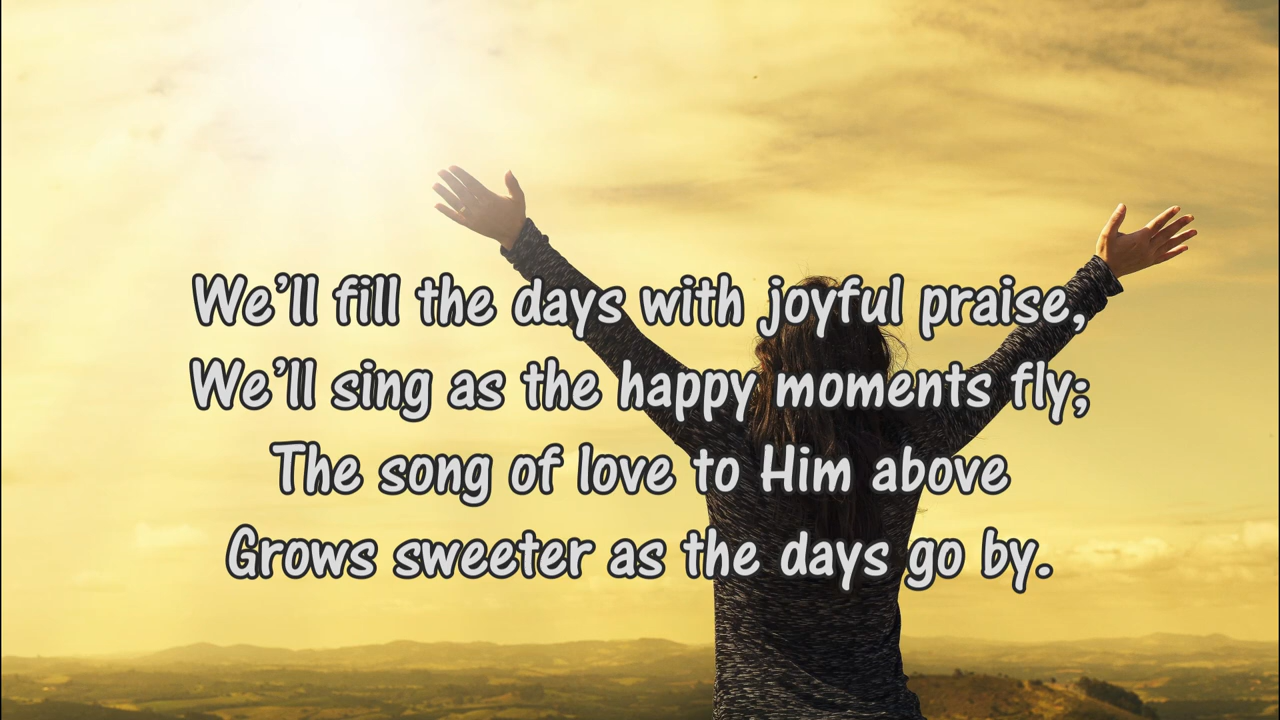 We’ll fill the days with joyful praise,
We’ll sing as the happy moments fly;
The song of love to Him above
Grows sweeter as the days go by.